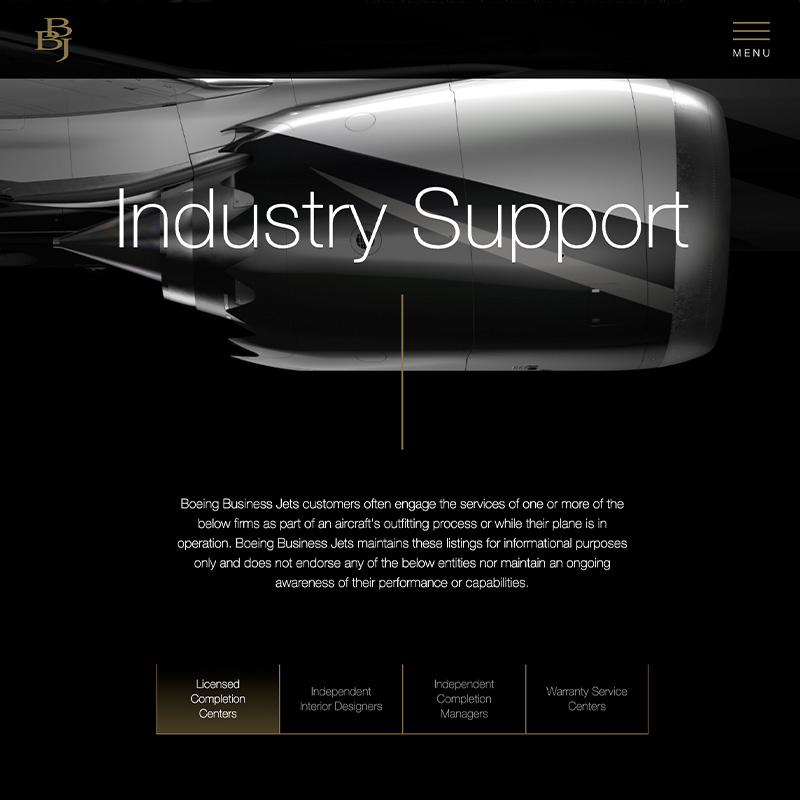 BBJ
MENU
Industry Support
Boeing Business Jets customers often engage the services of one or more of the
below firms as part of an aircraft's outfitting process or while their plane is in
operation. Boeing Business Jets maintains these listings for informational purposes
only and does not endorse any of the below entities nor maintain an ongoing
awareness of their performance or capabilities.
Licensed
Completion
Centers
Independent
Interior Designers
Independent
Completion
Managers
Warranty Service
Centers